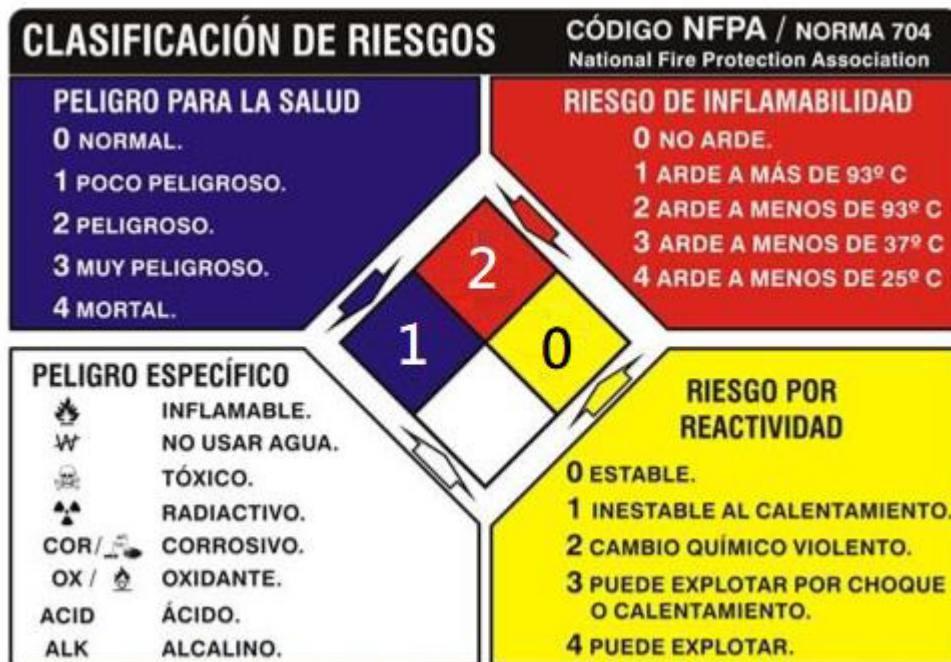 CLASIFICACIÓN DE RIESGOS
CÓDIGO NFPA / NORMA 704
National Fire Protection Association
PELIGRO PARA LA SALUD
0 NORMAL.
1 POCO PELIGROSO.
2 PELIGROSO.
3 MUY PELIGROSO.
4 MORTAL.
RIESGO DE INFLAMABILIDAD
0 NO ARDE.
1 ARDE A MÁS DE 93º C
2 ARDE A MENOS DE 93º C
3 ARDE A MENOS DE 37º C
4 ARDE A MENOS DE 25º C
2
1
0
PELIGRO ESPECÍFICO
INFLAMABLE.
W NO USAR AGUA.
TÓXICO.
RADIACTIVO.
COR/ CORROSIVO.
OX / OXIDANTE.
ACID ÁCIDO.
ALK ALCALINO.
RIESGO POR
REACTIVIDAD
0 ESTABLE.
1 INESTABLE AL CALENTAMIENTO.
2 CAMBIO QUÍMICO VIOLENTO.
3 PUEDE EXPLOTAR POR CHOQUE
O CALENTAMIENTO.
4 PUEDE EXPLOTAR.